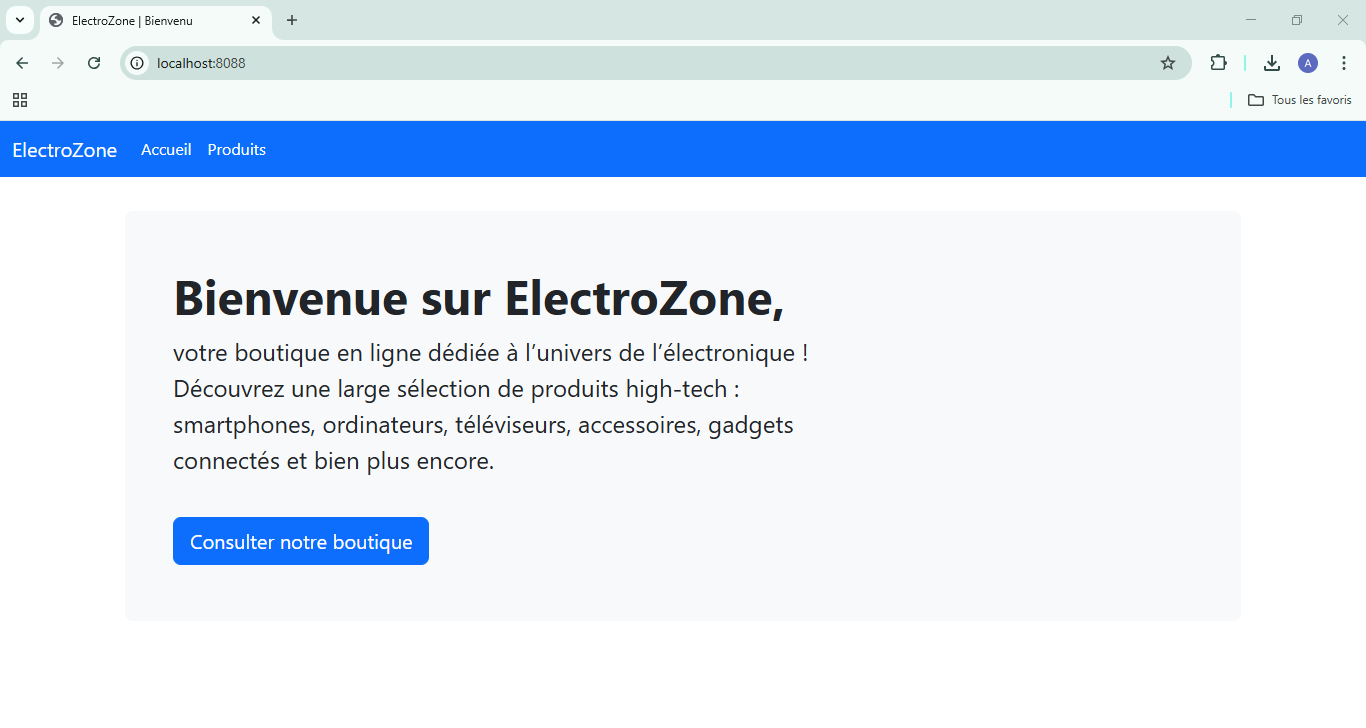 ElectroZone | Bienvenu
localhost:8088
A
Tous les favoris
ElectroZone Accueil Produits
Bienvenue sur ElectroZone,
votre boutique en ligne dédiée à l’univers de l’électronique !
Découvrez une large sélection de produits high-tech :
smartphones, ordinateurs, téléviseurs, accessoires, gadgets
connectés et bien plus encore.
Consulter notre boutique